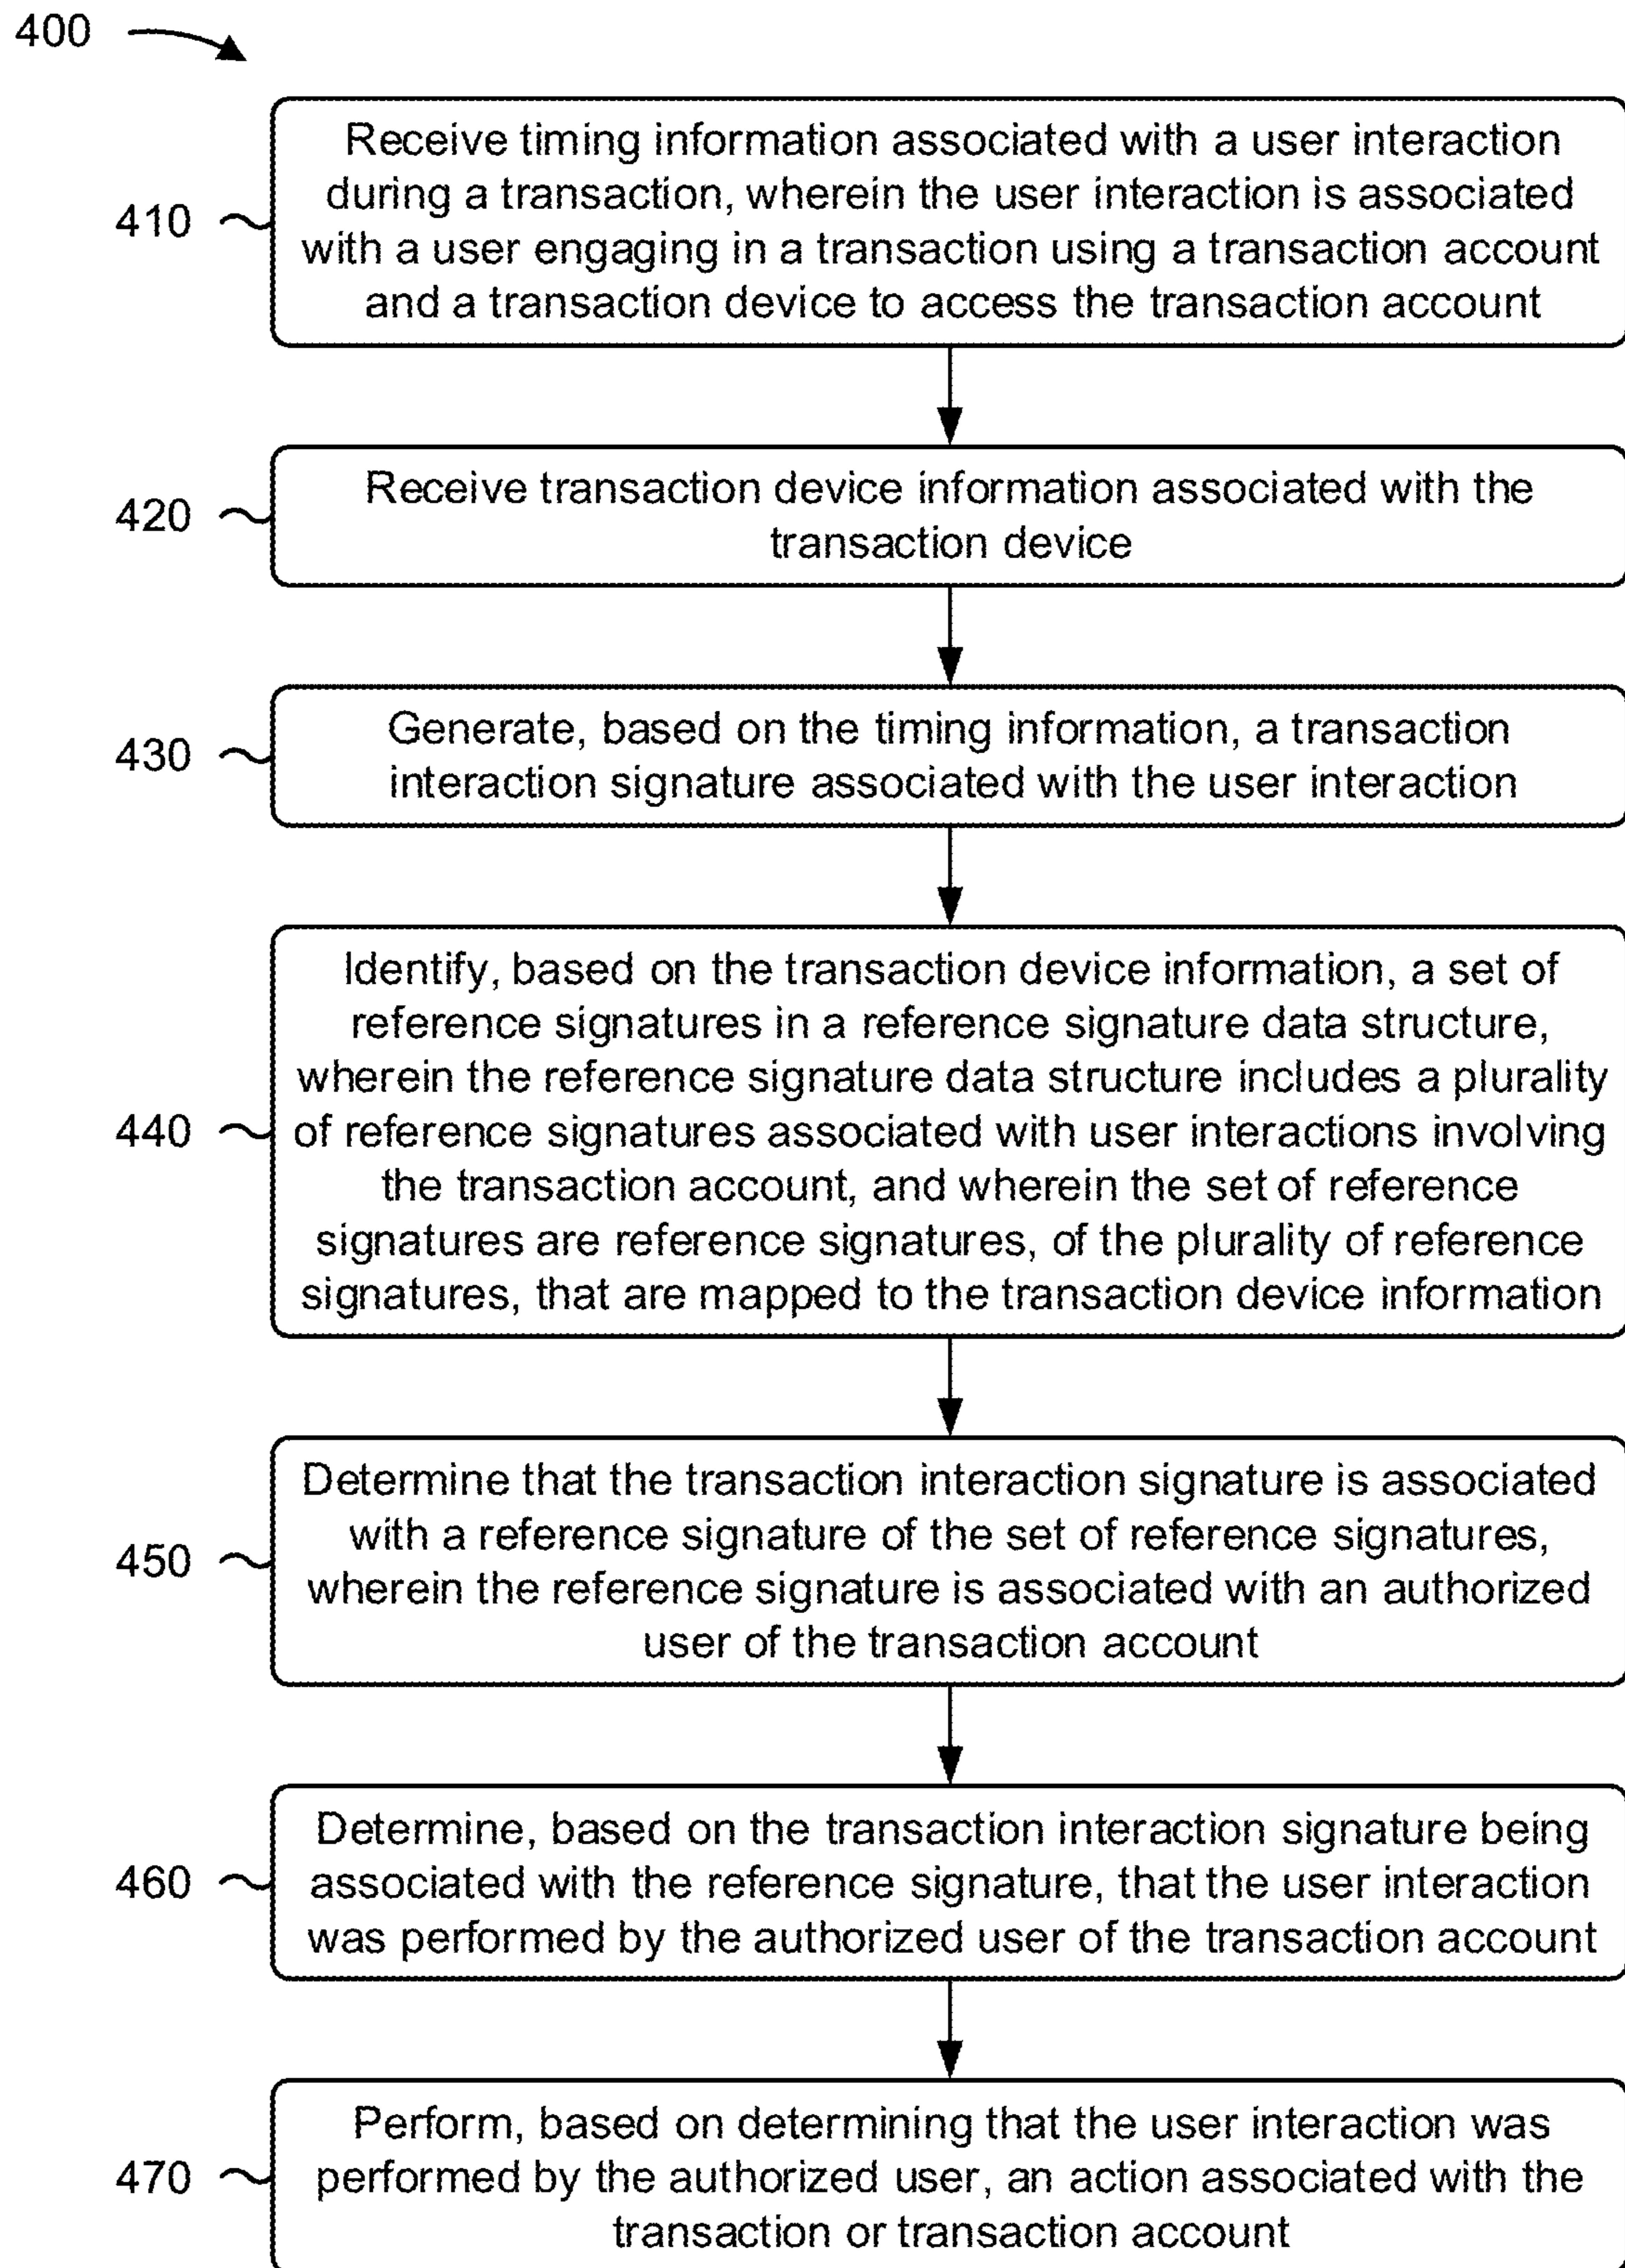 400
Receive timing information associated with a user interaction
during a transaction, wherein the user interaction is associated
410
with a user engaging in a transaction using a transaction account
and a transaction device to access the transaction account
Receive transaction device information associated with the
420
transaction device
Generate, based on the timing information, a transaction
430
interaction signature associated with the user interaction
Identify, based on the transaction device information, a set of
reference signatures in a reference signature data structure,
wherein the reference signature data structure includes a plurality
440
of reference signatures associated with user interactions involving
the transaction account, and wherein the set of reference
signatures are reference signatures, of the plurality of reference
signatures, that are mapped to the transaction device information
Determine that the transaction interaction signature is associated
with a reference signature of the set of reference signatures,
450
wherein the reference signature is associated with an authorized
user of the transaction account
Determine, based on the transaction interaction signature being
460
associated with the reference signature, that the user interaction
was performed by the authorized user of the transaction account
Perform, based on determining that the user interaction was
470
performed by the authorized user, an action associated with the
transaction or transaction account